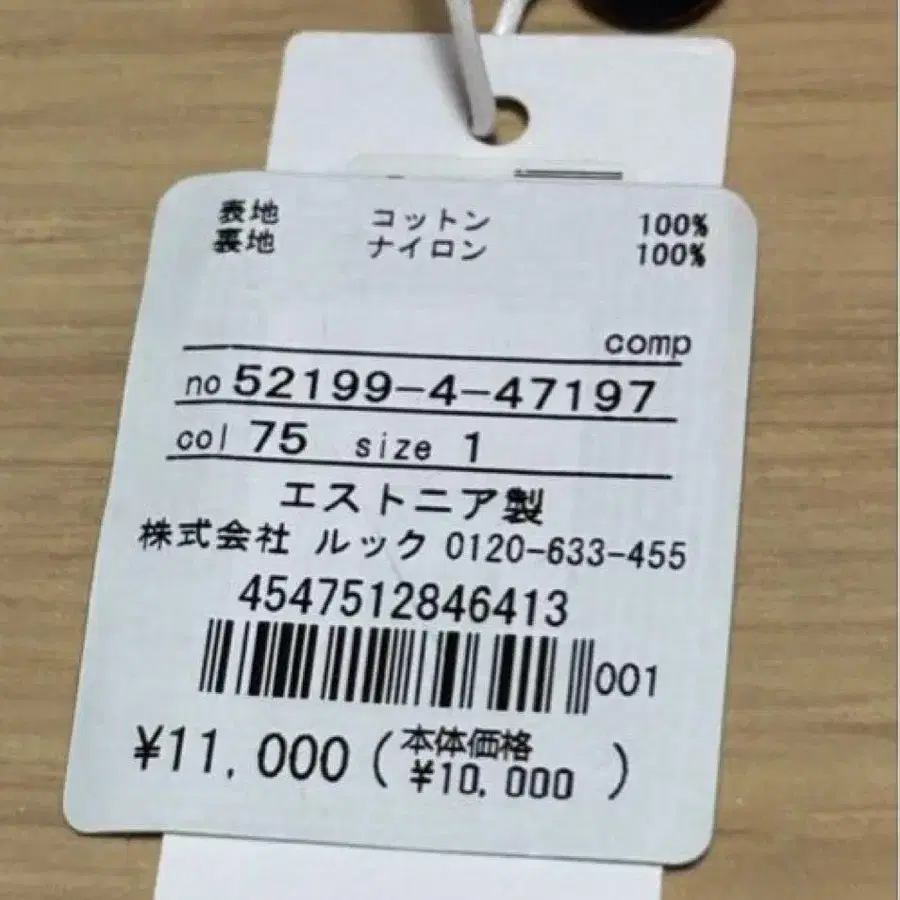 表地 コットン 100%
裏地 ナイロン 100%
comp
no 52199-4-47197
col 75 size 1
エストニア製
株式会社 ルック 0120-633-455
4547512846413
001
¥11,000 (本体価格 ¥10,000 )